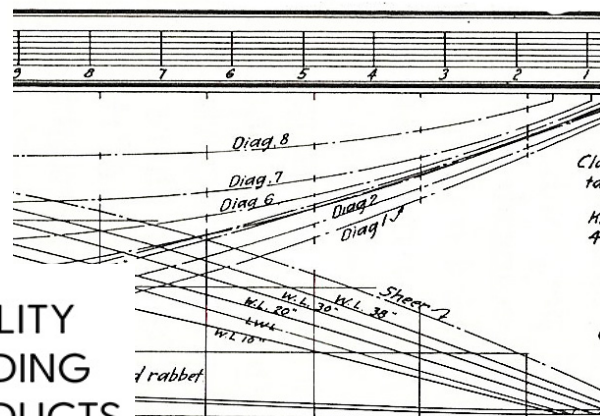 9 8 7 6 5 4 3 2 1
Diag. 8
Diag. 7
Diag 6
Diag 2
Diag 1
Sheer
W.L. 38"
W.L. 30"
W.L. 20"
LWL
W.L 10"
rabbet
LITY
DING
DUCTS